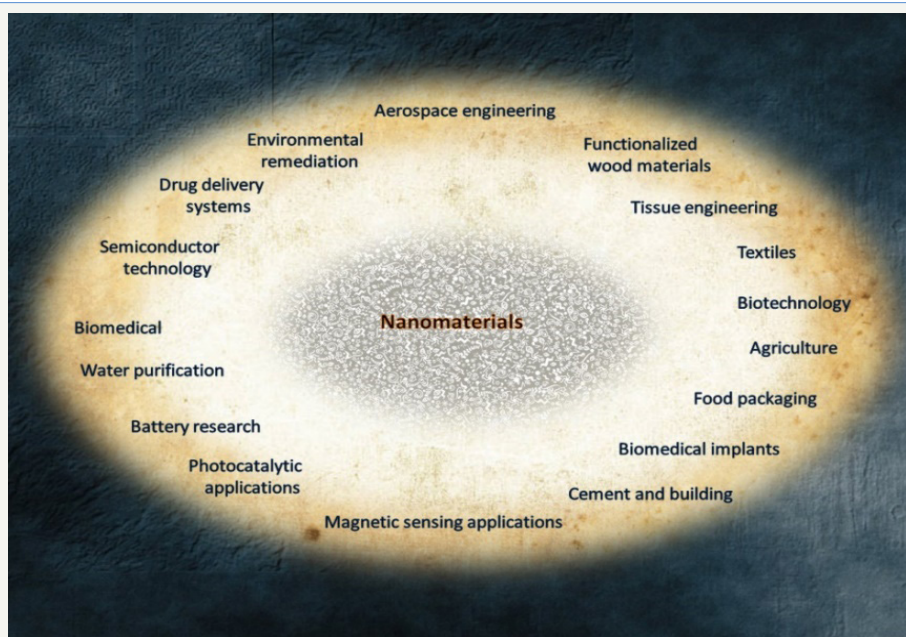 Aerospace engineering
Environmental
remediation
Functionalized
wood materials
Drug delivery
systems
Tissue engineering
Semiconductor
technology
Textiles
Biotechnology
Nanomaterials
Biomedical
Agriculture
Water purification
Food packaging
Battery research
Biomedical implants
Photocatalytic
applications
Cement and building
Magnetic sensing applications